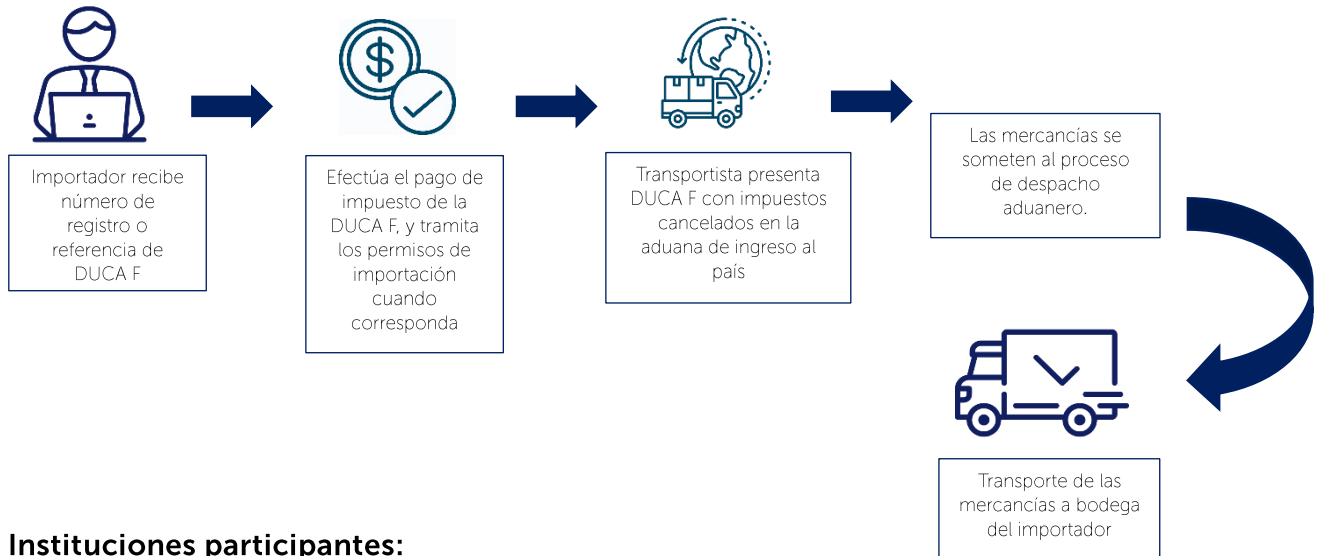 Importador recibe
número de
registro o
referencia de
DUCA F
Efectúa el pago de
impuesto de la
DUCA F, y tramita
los permisos de
importación
cuando
corresponda
Transportista presenta
DUCA F con impuestos
cancelados en la
aduana de ingreso al
país
Las mercancías se
someten al proceso
de despacho
aduanero.
Transporte de las
mercancías a bodega
del importador
Instituciones participantes: